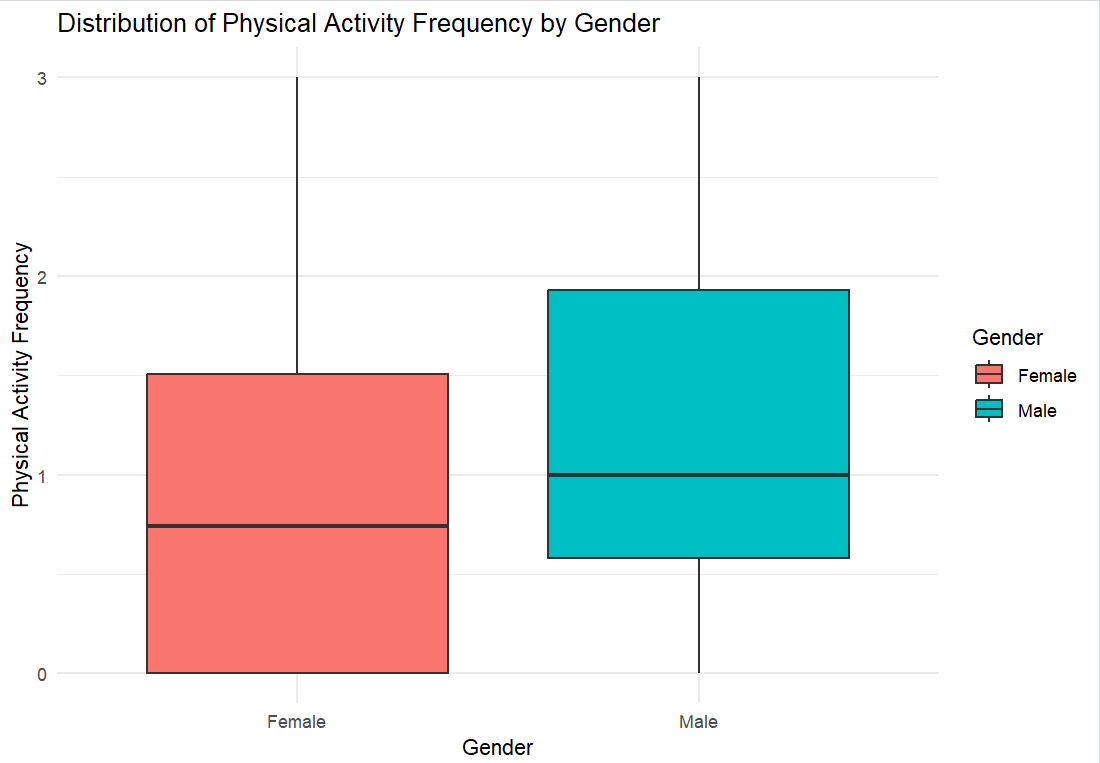 Distribution of Physical Activity Frequency by Gender
Physical Activity Frequency
3
2
1
0
Female
Male
Gender
Gender
Female
Male